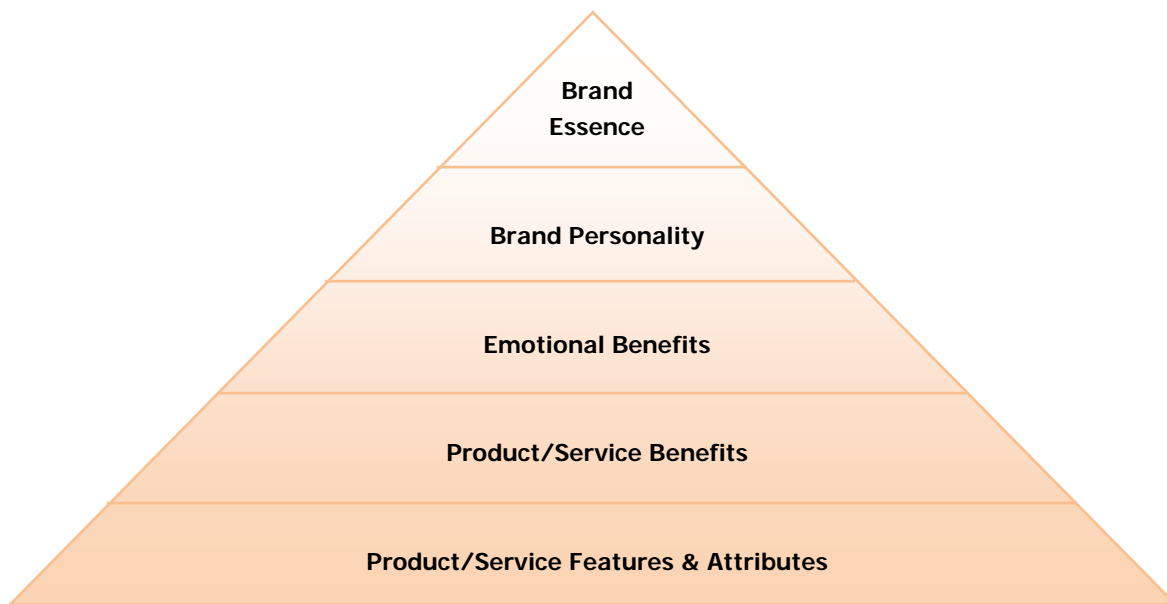 Brand
Essence
Brand Personality
Emotional Benefits
Product/Service Benefits
Product/Service Features & Attributes